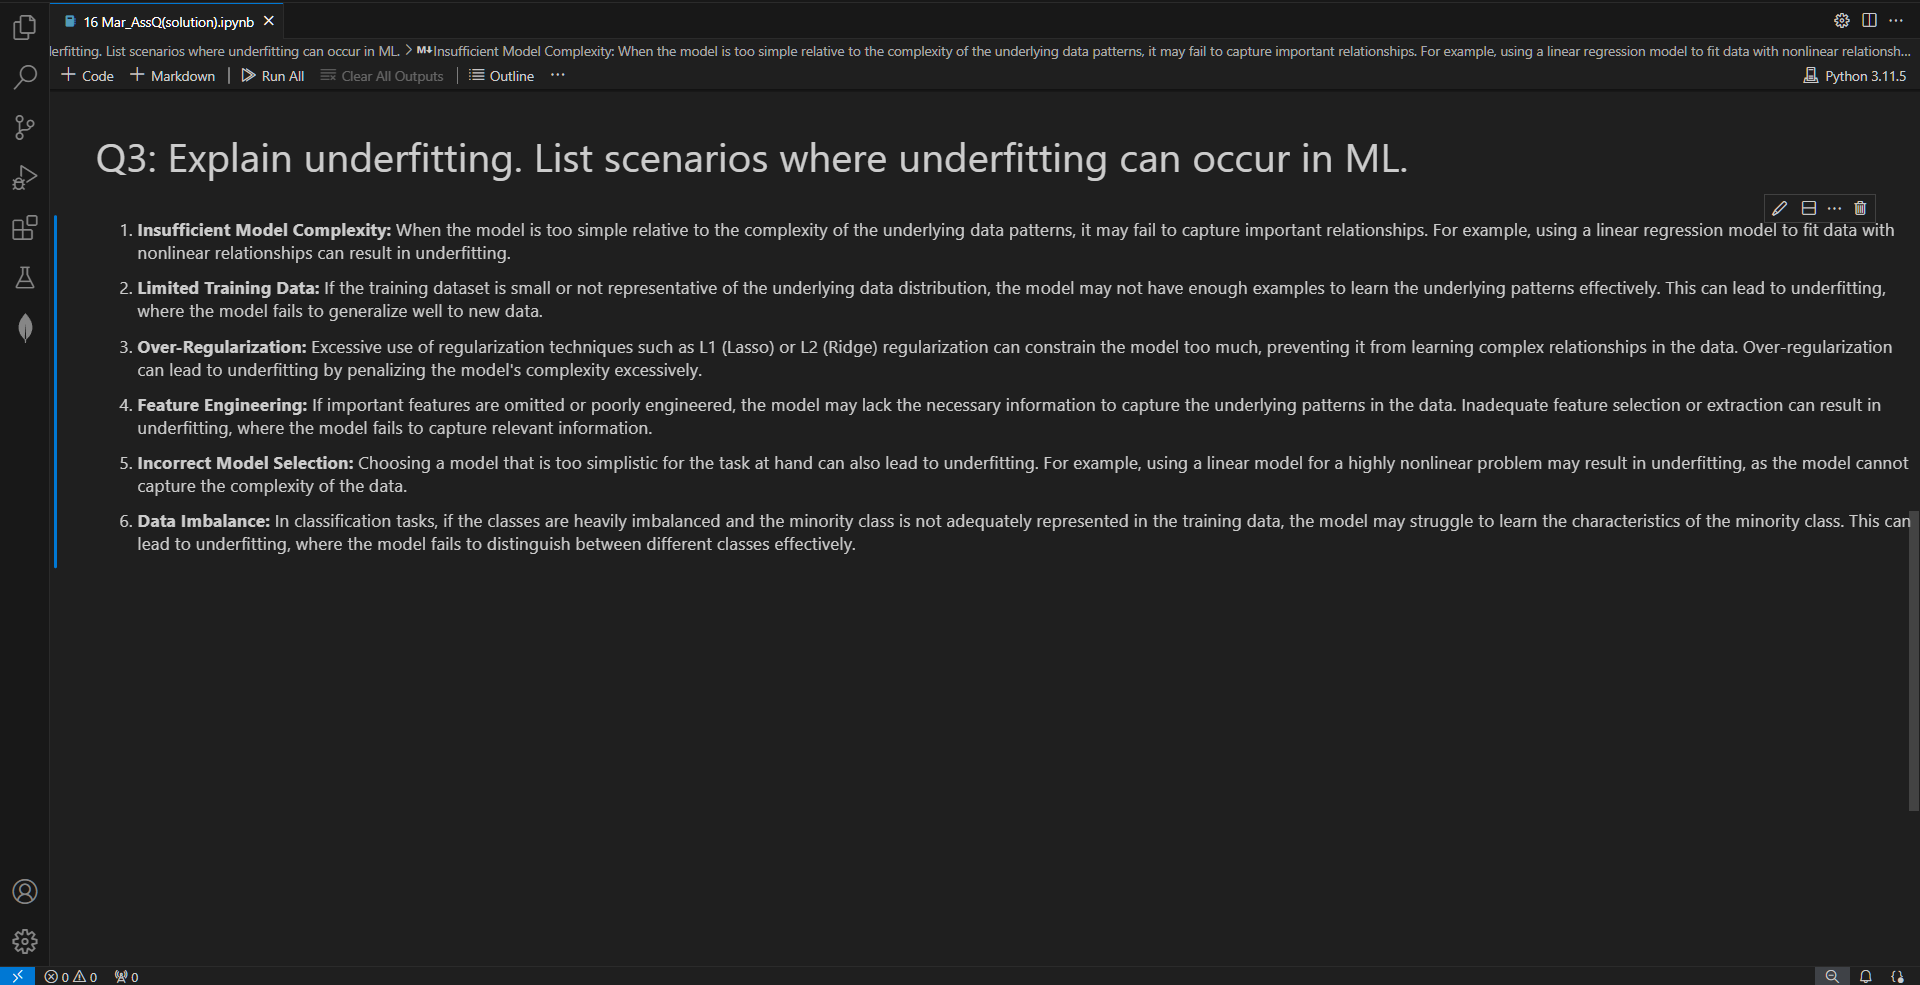 16 Mar_AssQ(solution).ipynb
lerfitting. List scenarios where underfitting can occur in ML. > M↓Insufficient Model Complexity: When the model is too simple relative to the complexity of the underlying data patterns, it may fail to capture important relationships. For example, using a linear regression model to fit data with nonlinear relationsh...
+ Code + Markdown | Run All Clear All Outputs | Outline ... Python 3.11.5
Q3: Explain underfitting. List scenarios where underfitting can occur in ML.
1. Insufficient Model Complexity: When the model is too simple relative to the complexity of the underlying data patterns, it may fail to capture important relationships. For example, using a linear regression model to fit data with
nonlinear relationships can result in underfitting.
2. Limited Training Data: If the training dataset is small or not representative of the underlying data distribution, the model may not have enough examples to learn the underlying patterns effectively. This can lead to underfitting,
where the model fails to generalize well to new data.
3. Over-Regularization: Excessive use of regularization techniques such as L1 (Lasso) or L2 (Ridge) regularization can constrain the model too much, preventing it from learning complex relationships in the data. Over-regularization
can lead to underfitting by penalizing the model's complexity excessively.
4. Feature Engineering: If important features are omitted or poorly engineered, the model may lack the necessary information to capture the underlying patterns in the data. Inadequate feature selection or extraction can result in
underfitting, where the model fails to capture relevant information.
5. Incorrect Model Selection: Choosing a model that is too simplistic for the task at hand can also lead to underfitting. For example, using a linear model for a highly nonlinear problem may result in underfitting, as the model cannot
capture the complexity of the data.
6. Data Imbalance: In classification tasks, if the classes are heavily imbalanced and the minority class is not adequately represented in the training data, the model may struggle to learn the characteristics of the minority class. This can
lead to underfitting, where the model fails to distinguish between different classes effectively.
0 0 0